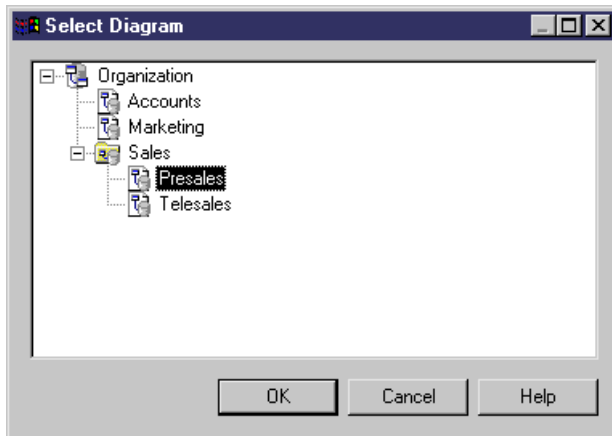 Select Diagram
Organization
Accounts
Marketing
Sales
Presales
Telesales
OK Cancel Help